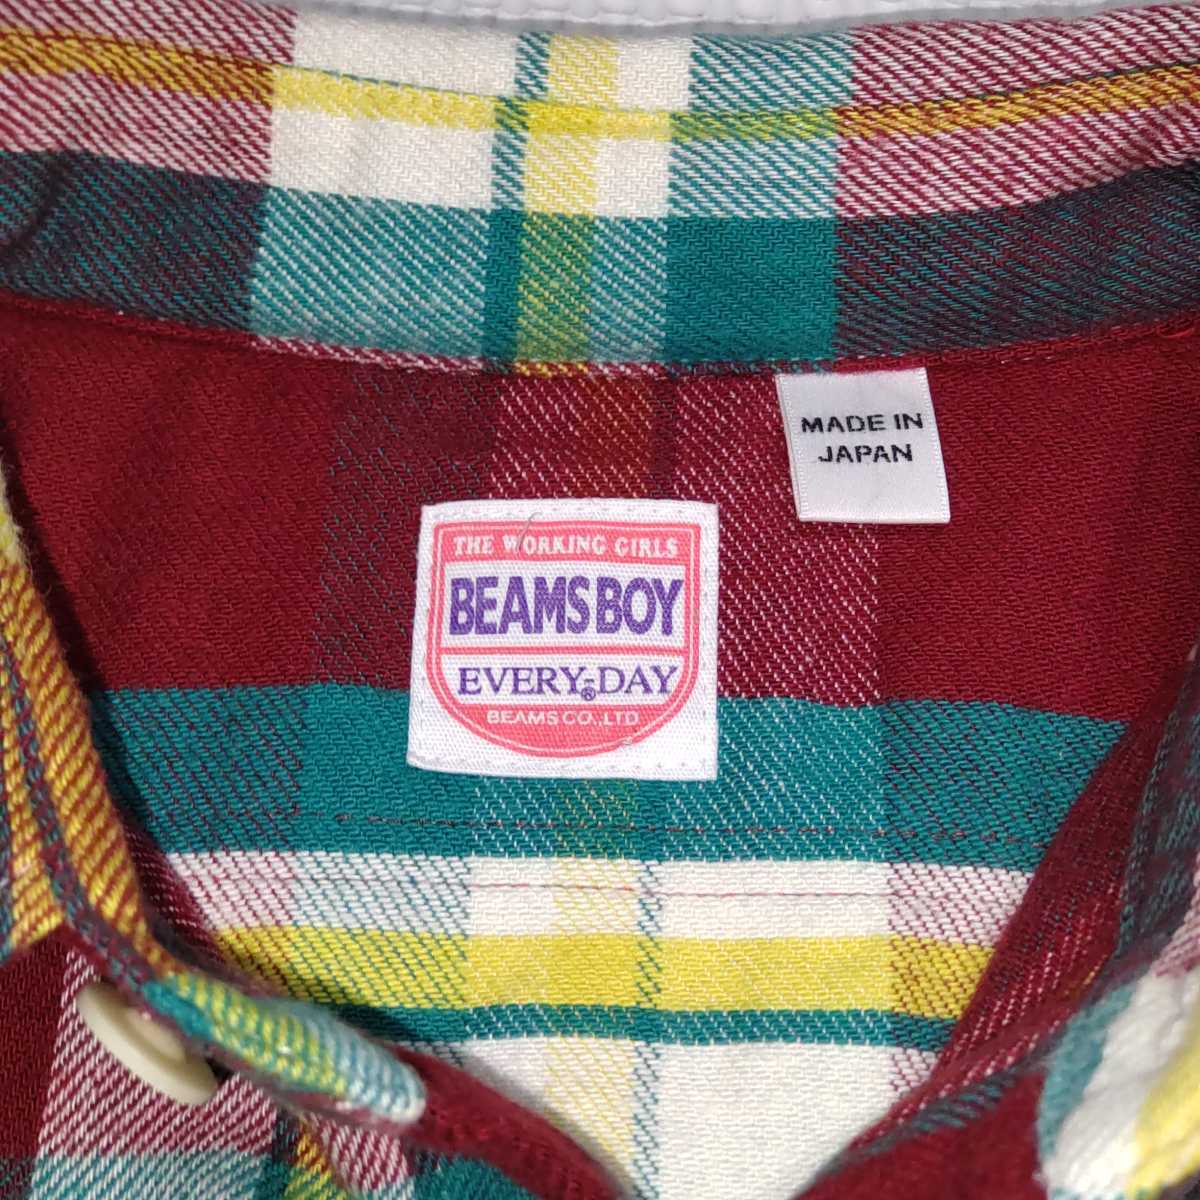 MADE IN
JAPAN
THE WORKING GIRLS
BEAMS BOY
EVERY-DAY
®
BEAMS CO., LTD